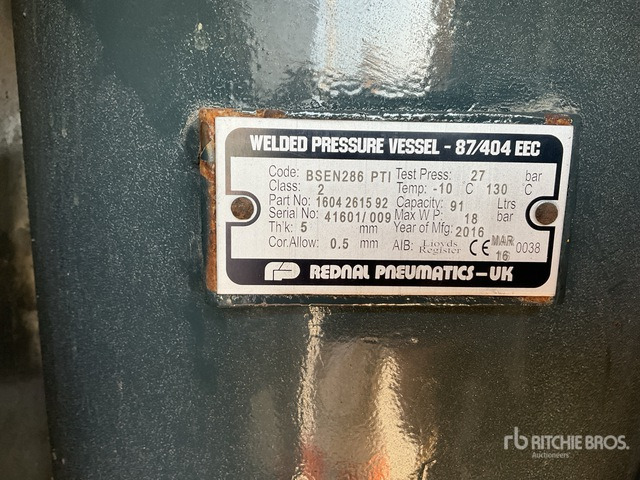 WELDED PRESSURE VESSEL - 87/404 EEC
Code: BSEN286 PTI Test Press: 27 bar
Class: 2 Temp: -10 °C 130 °C
Part No: 1604 2615 92 Capacity: 91 Ltrs
Serial No: 41601/009 Max W P: 18 bar
Th'k: 5 mm Year of Mfg: 2016
Cor.Allow: 0.5 mm AIB: Lloyds Register CE MAR 16 0038
REDNAL PNEUMATICS-UK
rb RITCHIE BROS.
Auctioneers